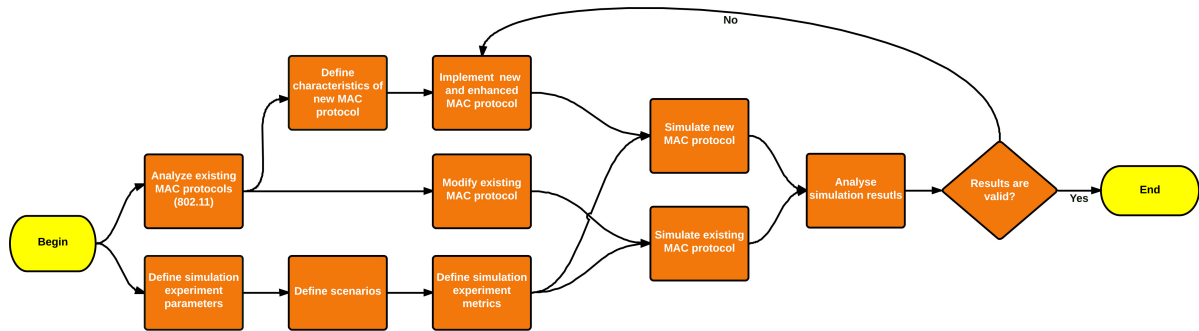 No
Define
characteristics of
new MAC
protocol
Implement new
and enhanced
MAC protocol
Simulate new
MAC protocol
Analyze existing
MAC protocols
(802.11)
Modify existing
MAC protocol
Analyse
simulation resutls
Results are
valid?
Yes
End
Begin
Simulate existing
MAC protocol
Define simulation
experiment
parameters
Define scenarios
Define simulation
experiment
metrics